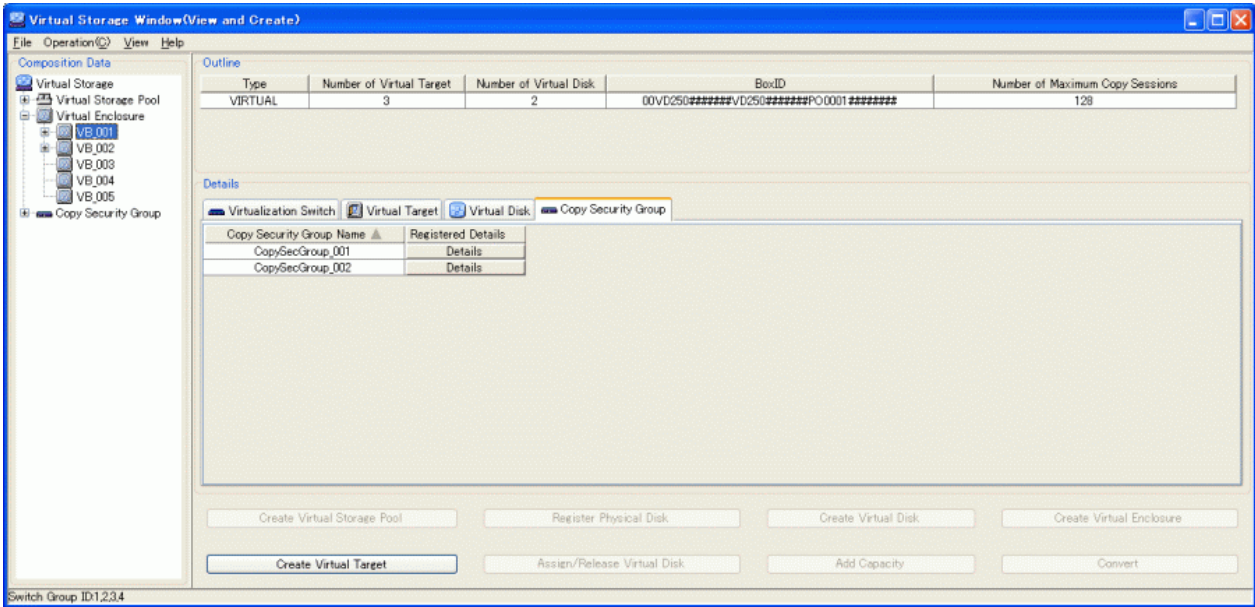 Virtual Storage Window(View and Create)
File Operation(C) View Help
Composition Data
Virtual Storage
Virtual Storage Pool
Virtual Enclosure
VB_001
VB_002
VB_003
VB_004
VB_005
Copy Security Group
Outline
Type Number of Virtual Target Number of Virtual Disk BoxID Number of Maximum Copy Sessions
VIRTUAL 3 2 00VD250#######VD250#######PO0001######## 128
Details
Virtualization Switch Virtual Target Virtual Disk Copy Security Group
Copy Security Group Name Registered Details
CopySecGroup_001 Details
CopySecGroup_002 Details
Create Virtual Storage Pool Register Physical Disk Create Virtual Disk Create Virtual Enclosure
Create Virtual Target Assign/Release Virtual Disk Add Capacity Convert
Switch Group ID:1,2,3,4